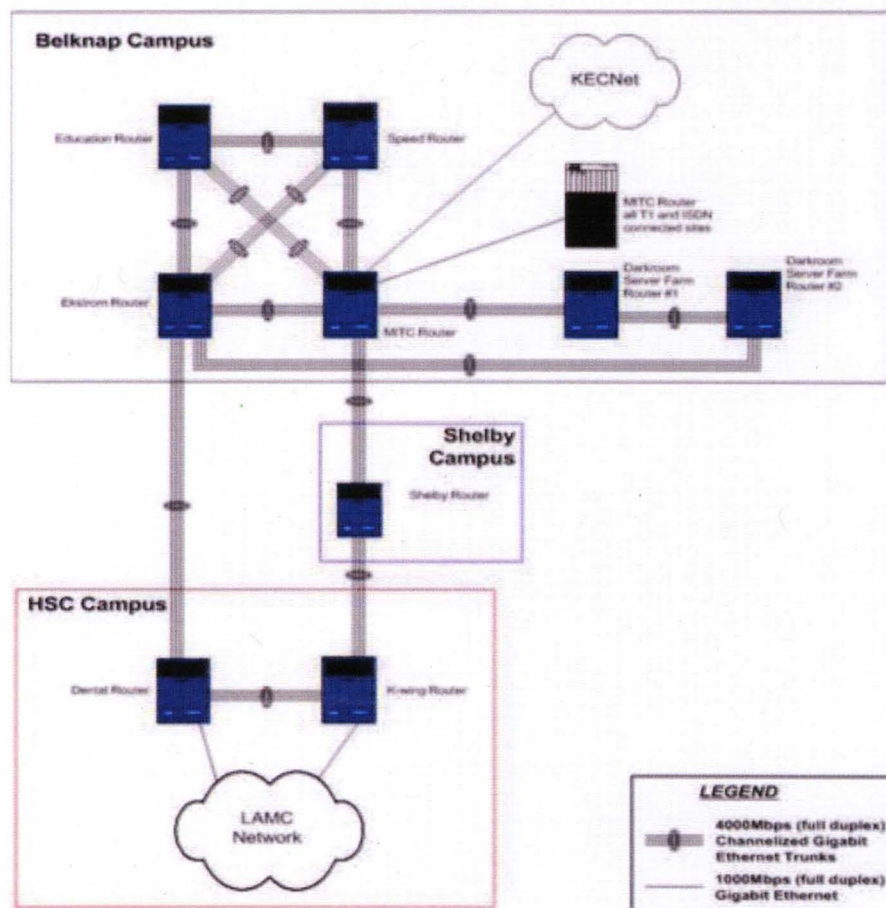 Belknap Campus
KECNet
Education Router
Speed Router
MITC Router
all T1 and ISDN
connected sites
Darkroom
Server Farm
Router #1
Darkroom
Server Farm
Router #2
Ekstrom Router
MITC Router
Shelby
Campus
Shelby Router
HSC Campus
Dental Router
K-wing Router
LAMC
Network
LEGEND
4000Mbps (full duplex)
Channelized Gigabit
Ethernet Trunks
1000Mbps (full duplex)
Gigabit Ethernet